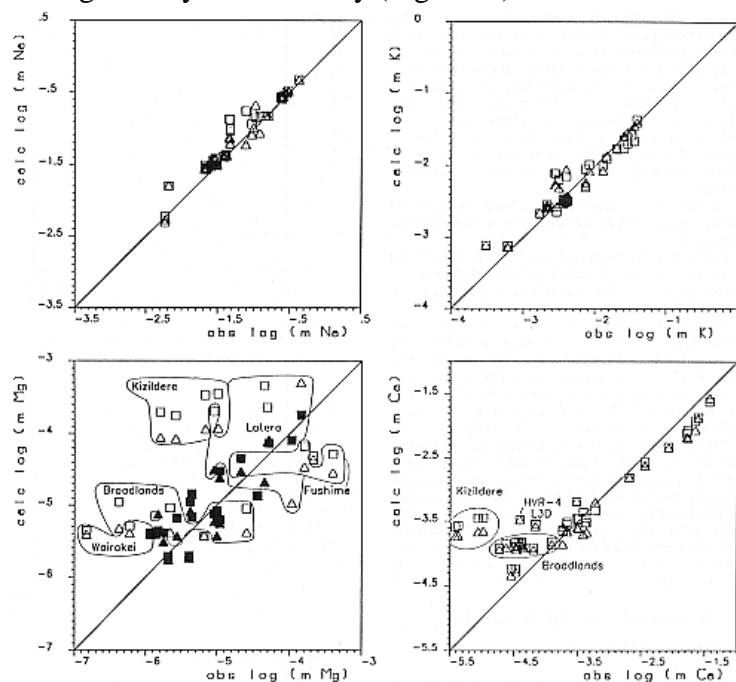 calc log (m Na)
.5
-.5
-1.5
-2.5
-3.5
-3.5 -2.5 -1.5 -.5 .5
obs log (m Na)
calc log (m K)
0
-1
-2
-3
-4
-4 -3 -2 -1 0
obs log (m K)
calc log (m Mg)
-3
-4
-5
-6
-7
Kizildere
Latera
Fushime
Broadlands
Wairakei
-7 -6 -5 -4 -3
obs log (m Mg)
calc log (m Ca)
-1.5
-2.5
-3.5
-4.5
-5.5
Kizildere
HVR-4
L3D
Broadlands
-5.5 -4.5 -3.5 -2.5 -1.5
obs log (m Ca)